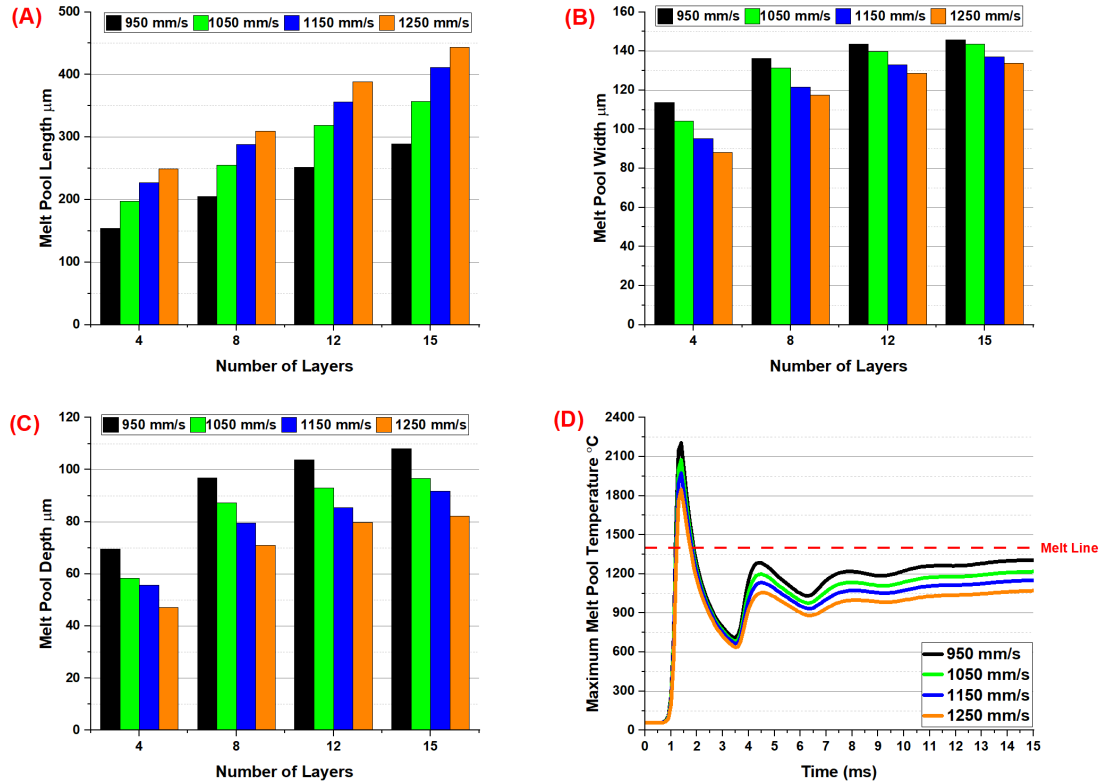 (A)
950 mm/s 1050 mm/s 1150 mm/s 1250 mm/s
Melt Pool Length μm
500
400
300
200
100
0
4 8 12 15
Number of Layers
(B)
950 mm/s 1050 mm/s 1150 mm/s 1250 mm/s
Melt Pool Width μm
160
140
120
100
80
60
40
20
0
4 8 12 15
Number of Layers
(C)
950 mm/s 1050 mm/s 1150 mm/s 1250 mm/s
Melt Pool Depth μm
120
100
80
60
40
20
0
4 8 12 15
Number of Layers
(D)
Maximum Melt Pool Temperature °C
2400
2100
1800
1500
1200
900
600
300
0
Melt Line
950 mm/s
1050 mm/s
1150 mm/s
1250 mm/s
0 1 2 3 4 5 6 7 8 9 10 11 12 13 14 15
Time (ms)